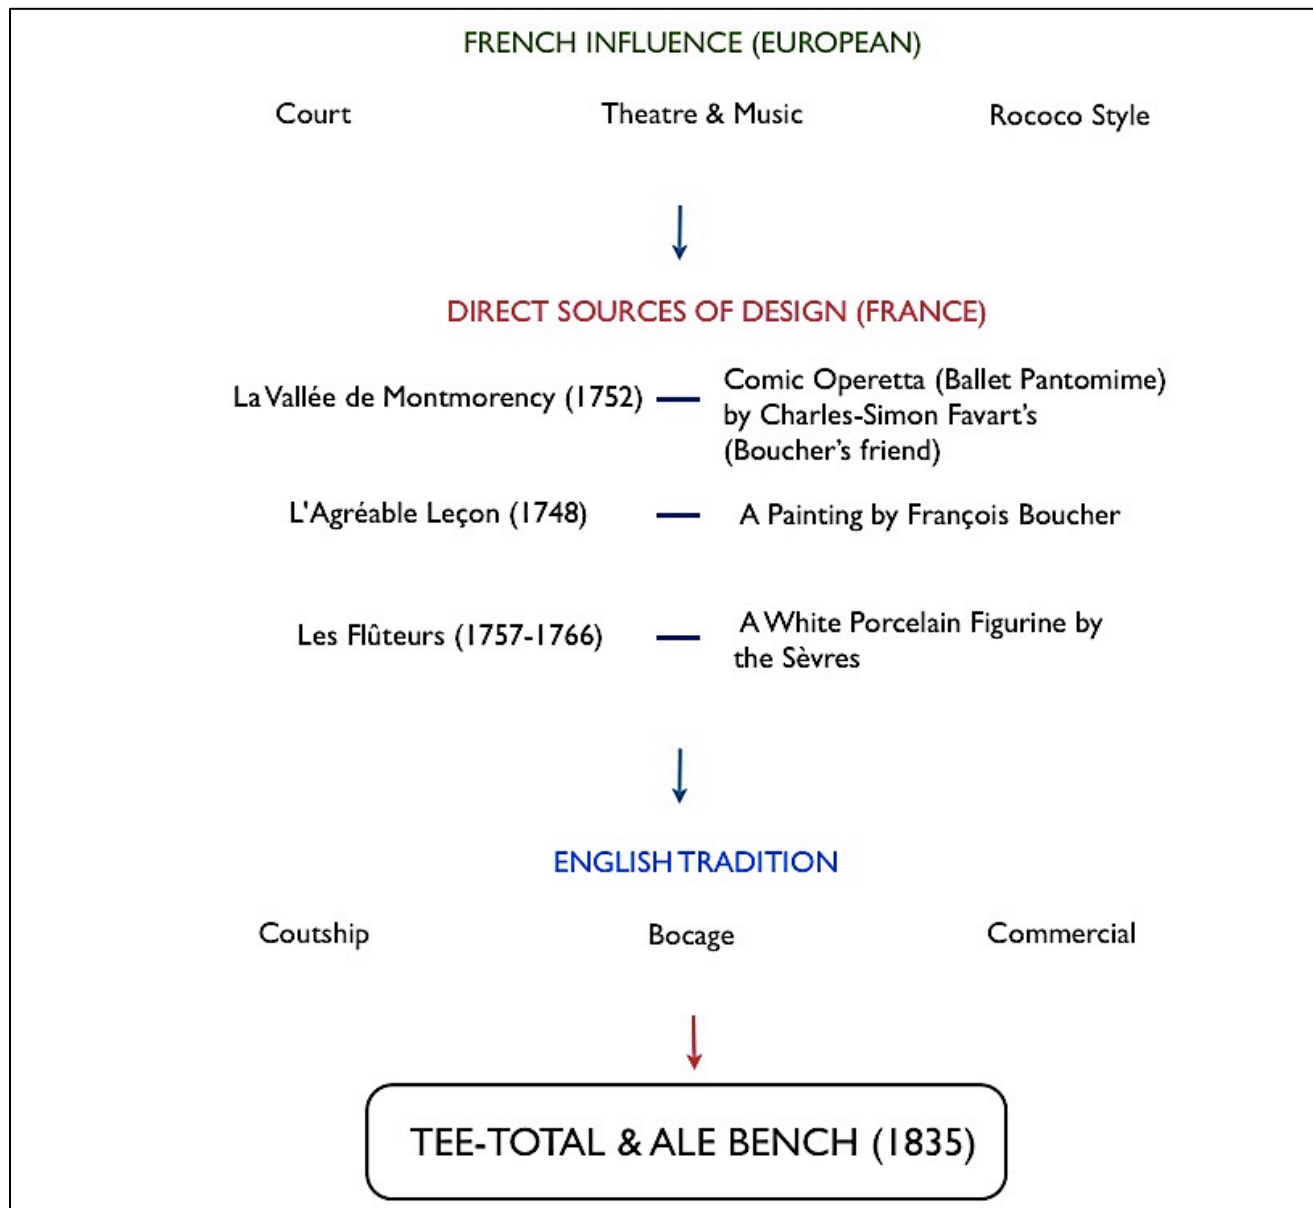 FRENCH INFLUENCE (EUROPEAN)
Court Theatre & Music Rococo Style
DIRECT SOURCES OF DESIGN (FRANCE)
La Vallée de Montmorency (1752) — Comic Operetta (Ballet Pantomime)
by Charles-Simon Favart's
(Boucher's friend)
L'Agréable Leçon (1748) — A Painting by François Boucher
Les Flûteurs (1757-1766) — A White Porcelain Figurine by
the Sèvres
ENGLISH TRADITION
Coutship Bocage Commercial
TEE-TOTAL & ALE BENCH (1835)